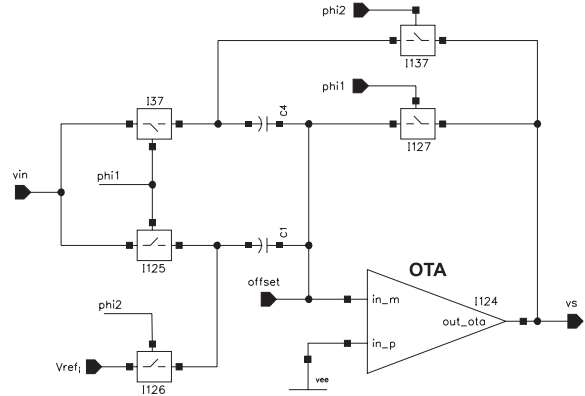 phi2
I137
phi1
I37
C4
I127
vin
phi1
I125
C1
offset
OTA
I124
in_m
out_ota
vs
in_p
phi2
Vrefi
I126
vee